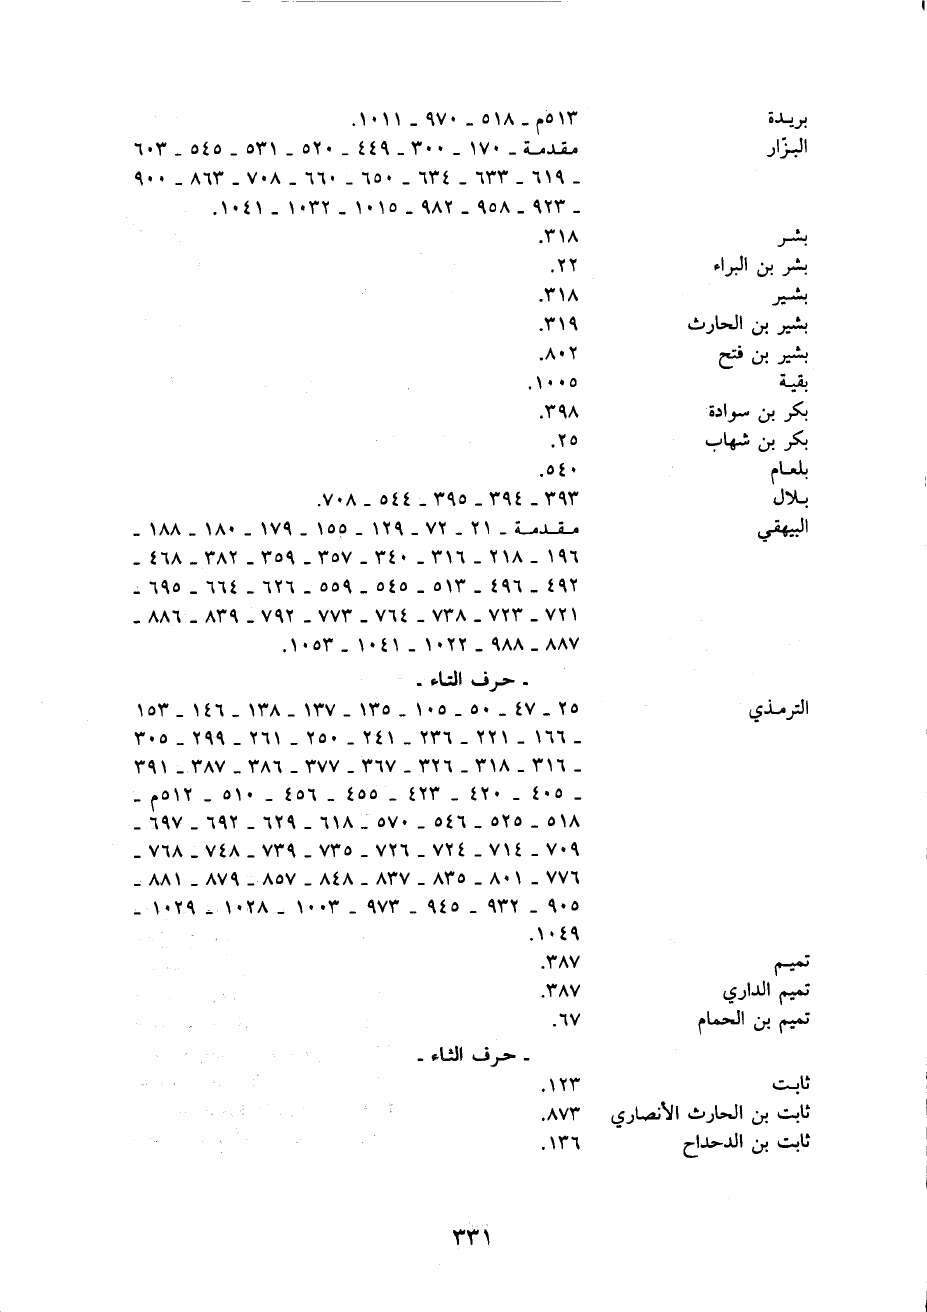 بريدة ٥١٣م ـ ٥١٨ ـ ٩٧٠ ـ ١٠١١.
البزّار مقدمة ـ ١٧٠ ـ ٣٠٠ ـ ٤٤٩ ـ ٥٢٠ ـ ٥٣١ ـ ٥٤٥ ـ ٦٠٣
ـ ٦١٩ ـ ٦٣٣ ـ ٦٣٤ ـ ٦٥٠ ـ ٦٦٠ ـ ٧٠٨ ـ ٨٦٣ ـ ٩٠٠
ـ ٩٢٣ ـ ٩٥٨ ـ ٩٨٢ ـ ١٠١٥ ـ ١٠٣٢ ـ ١٠٤١.
بشر ٣١٨.
بشر بن البراء ٢٢.
بشير ٣١٨.
بشير بن الحارث ٣١٩.
بشير بن فتح ٨٠٢.
بقية ١٠٠٥.
بكر بن سوادة ٣٩٨.
بكر بن شهاب ٢٥.
بلعام ٥٤٠.
بلال ٣٩٣ ـ ٣٩٤ ـ ٣٩٥ ـ ٥٤٤ ـ ٧٠٨.
البيهقي مقدمة ـ ٢١ ـ ٧٢ ـ ١٢٩ ـ ١٥٥ ـ ١٧٩ ـ ١٨٠ ـ ١٨٨ ـ
١٩٦ ـ ٢١٨ ـ ٣١٦ ـ ٣٤٠ ـ ٣٥٧ ـ ٣٥٩ ـ ٣٨٢ ـ ٤٦٨ ـ
٤٩٢ ـ ٤٩٦ ـ ٥١٣ ـ ٥٤٥ ـ ٥٥٩ ـ ٦٢٦ ـ ٦٦٤ ـ ٦٩٥ ـ
٧٢١ ـ ٧٢٣ ـ ٧٣٨ ـ ٧٦٤ ـ ٧٧٣ ـ ٧٩٢ ـ ٨٣٩ ـ ٨٨٦ ـ
٨٨٧ ـ ٩٨٨ ـ ١٠٢٢ ـ ١٠٤١ ـ ١٠٥٣.
ـ حرف التاء ـ
الترمذي ٢٥ ـ ٤٧ ـ ٥٠ ـ ١٠٥ ـ ١٣٥ ـ ١٣٧ ـ ١٣٨ ـ ١٤٦ ـ ١٥٣
ـ ١٦٦ ـ ٢٢١ ـ ٢٣٦ ـ ٢٤١ ـ ٢٥٠ ـ ٢٦١ ـ ٢٩٩ ـ ٣٠٥
ـ ٣١٦ ـ ٣١٨ ـ ٣٢٦ ـ ٣٦٧ ـ ٣٧٧ ـ ٣٨٦ ـ ٣٨٧ ـ ٣٩١
ـ ٤٠٥ ـ ٤٢٠ ـ ٤٢٣ ـ ٤٥٥ ـ ٤٥٦ ـ ٥١٠ ـ ٥١٢م ـ
٥١٨ ـ ٥٢٥ ـ ٥٤٦ ـ ٥٧٠ ـ ٦١٨ ـ ٦٢٩ ـ ٦٩٢ ـ ٦٩٧ ـ
٧٠٩ ـ ٧١٤ ـ ٧٢٤ ـ ٧٢٦ ـ ٧٣٥ ـ ٧٣٩ ـ ٧٤٨ ـ ٧٦٨ ـ
٧٧٦ ـ ٨٠١ ـ ٨٣٥ ـ ٨٣٧ ـ ٨٤٨ ـ ٨٥٧ ـ ٨٧٩ ـ ٨٨١ ـ
٩٠٥ ـ ٩٣٢ ـ ٩٤٥ ـ ٩٧٣ ـ ١٠٠٣ ـ ١٠٢٨ ـ ١٠٢٩ ـ
١٠٤٩.
تميم ٣٨٧.
تميم الداري ٣٨٧.
تميم بن الحمام ٦٧.
ـ حرف الثاء ـ
ثابت ١٢٣.
ثابت بن الحارث الأنصاري ٨٧٣.
ثابت بن الدحداح ١٣٦.
٣٣١